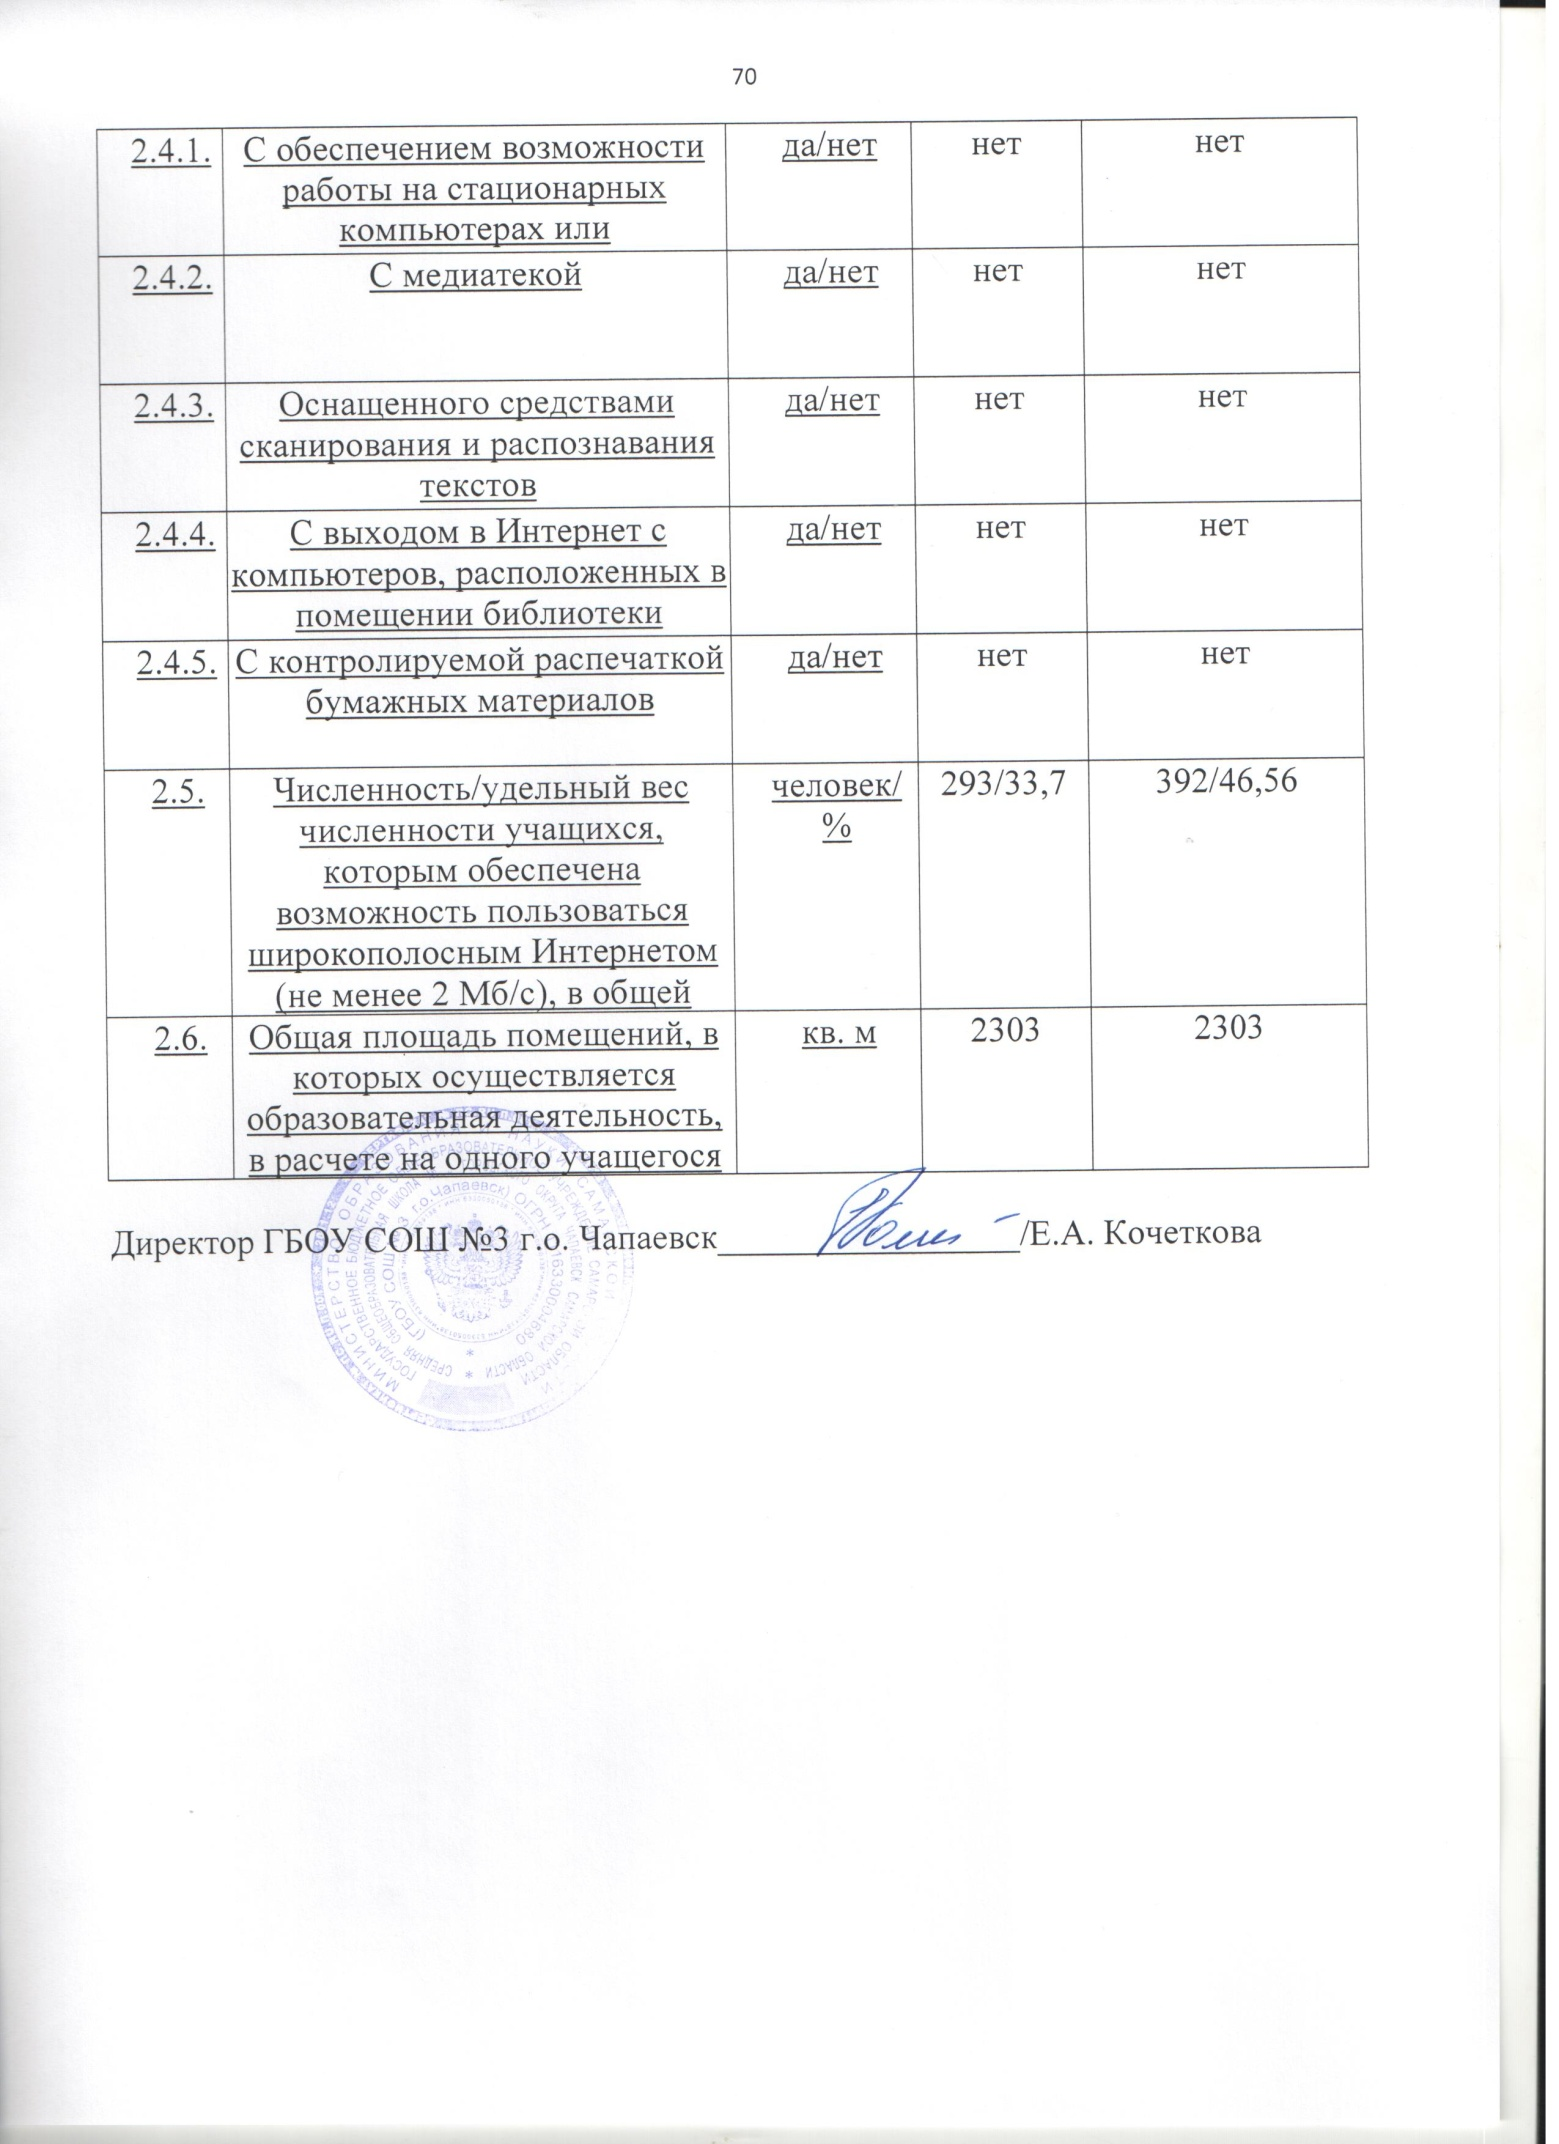 70
2.4.1. С обеспечением возможности да/нет нет нет
работы на стационарных
компьютерах или
2.4.2. С медиатекой да/нет нет нет
2.4.3. Оснащенного средствами да/нет нет нет
сканирования и распознавания
текстов
2.4.4. С выходом в Интернет с да/нет нет нет
компьютеров, расположенных в
помещении библиотеки
2.4.5. С контролируемой распечаткой да/нет нет нет
бумажных материалов
2.5. Численность/удельный вес человек/ 293/33,7 392/46,56
численности учащихся, %
которым обеспечена
возможность пользоваться
широкополосным Интернетом
(не менее 2 Мб/с), в общей
2.6. Общая площадь помещений, в кв. м 2303 2303
которых осуществляется
образовательная деятельность,
в расчете на одного учащегося
Директор ГБОУ СОШ №3 г.о. Чапаевск /Е.А. Кочеткова